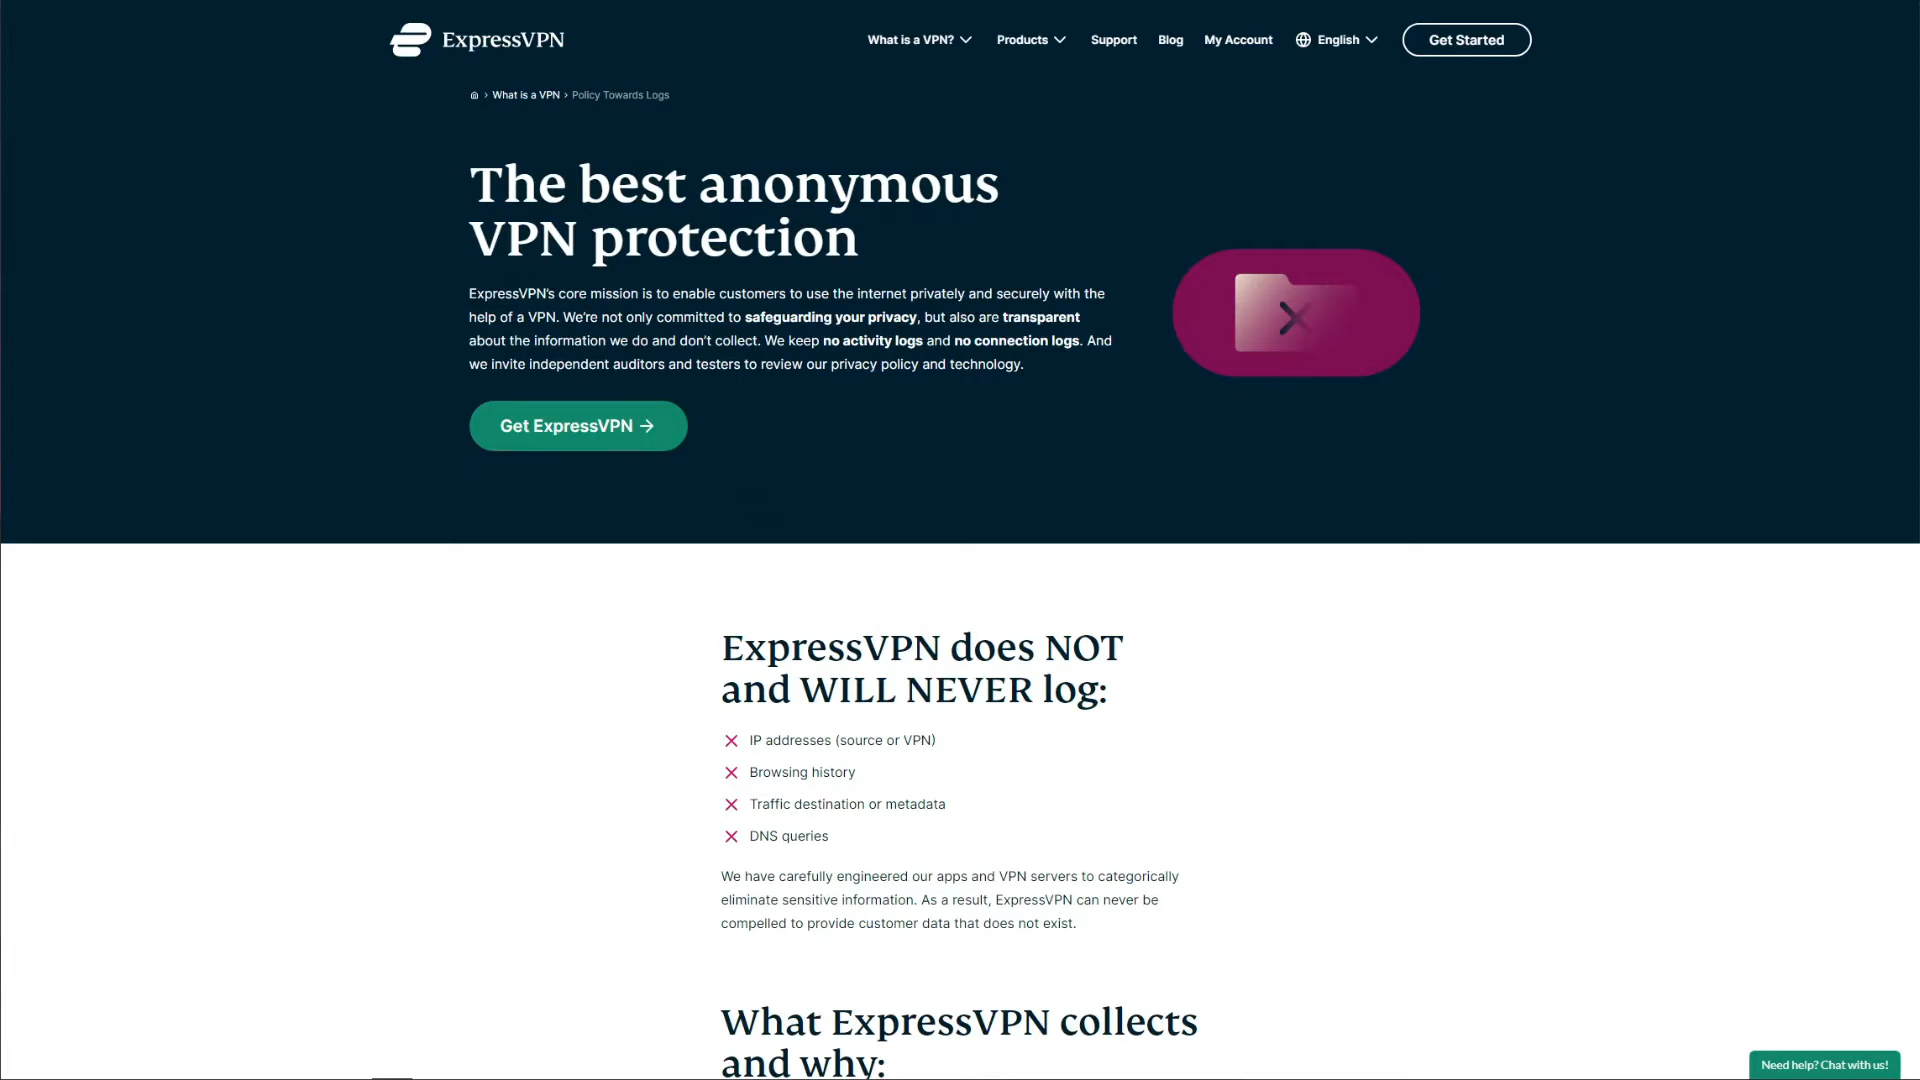 ExpressVPN
What is a VPN?
Products
Support
Blog
My Account
English
Get Started
What is a VPN › Policy Towards Logs
The best anonymous
VPN protection
ExpressVPN’s core mission is to enable customers to use the internet privately and securely with the
help of a VPN. We’re not only committed to safeguarding your privacy, but also are transparent
about the information we do and don’t collect. We keep no activity logs and no connection logs. And
we invite independent auditors and testers to review our privacy policy and technology.
Get ExpressVPN →
ExpressVPN does NOT
and WILL NEVER log:
IP addresses (source or VPN)
Browsing history
Traffic destination or metadata
DNS queries
We have carefully engineered our apps and VPN servers to categorically
eliminate sensitive information. As a result, ExpressVPN can never be
compelled to provide customer data that does not exist.
What ExpressVPN collects
and why:
Need help? Chat with us!